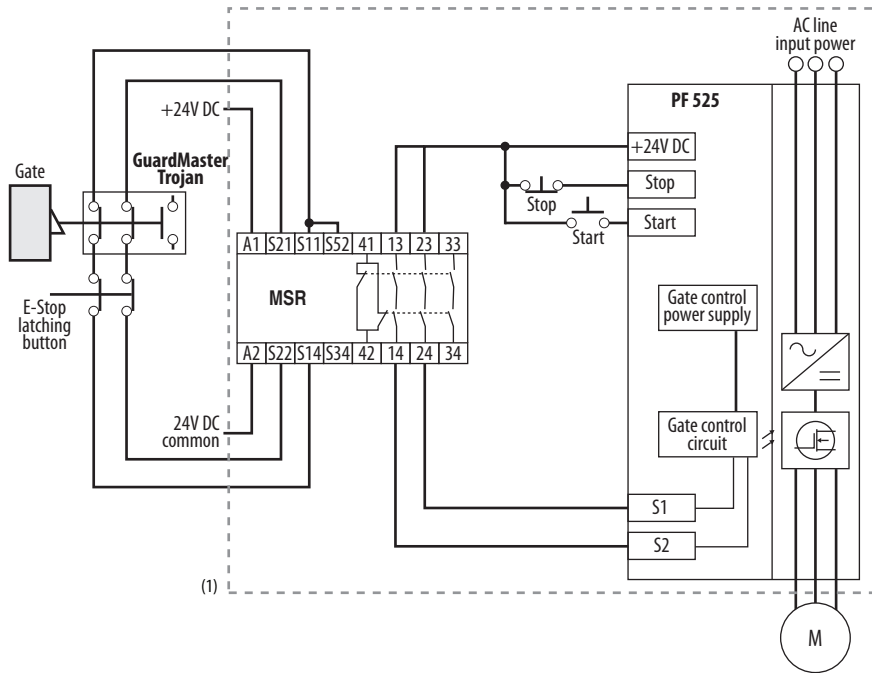 AC line
input power
PF 525
+24V DC
+24V DC
Gate
GuardMaster
Trojan
Stop
Stop
Start
Start
A1 S21 S11 S52 41 13 23 33
MSR
E-Stop
latching
button
Gate control
power supply
A2 S22 S14 S34 42 14 24 34
24V DC
common
Gate control
circuit
S1
S2
(1)
M